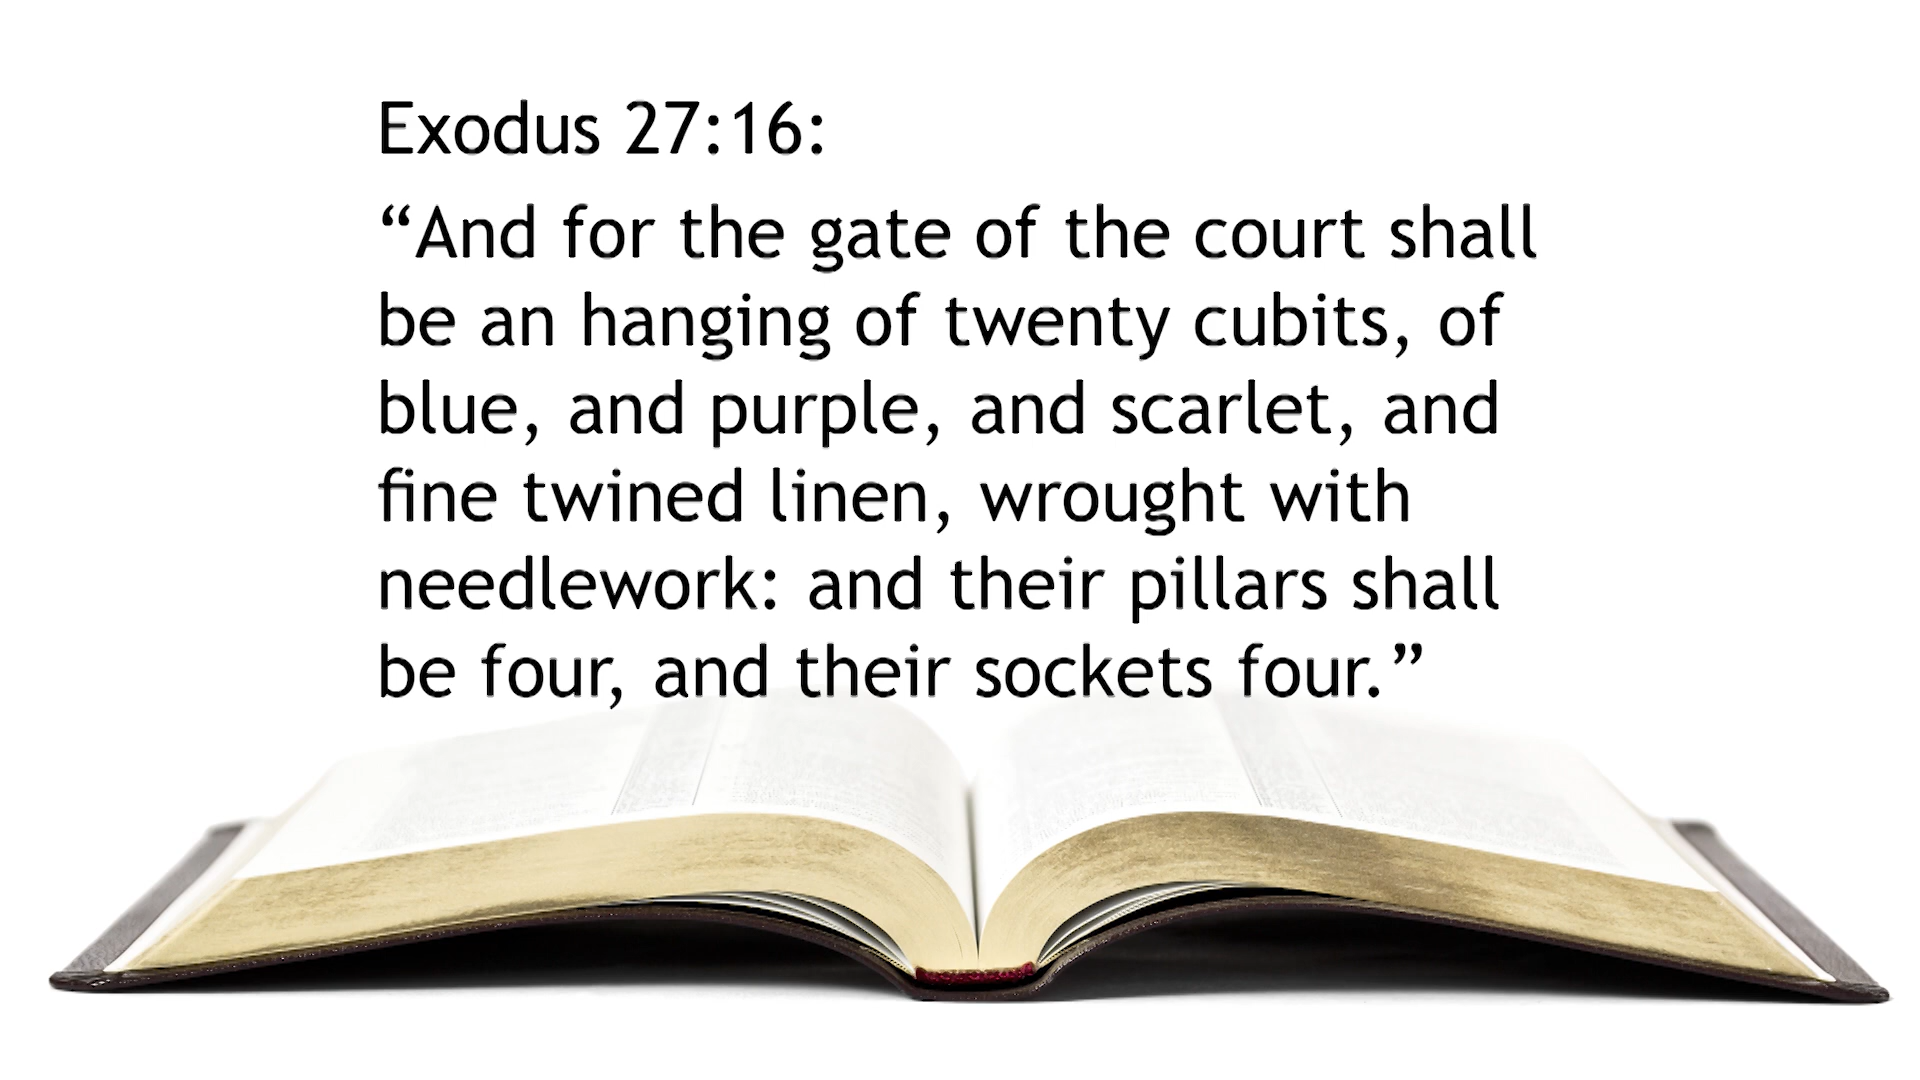 Exodus 27:16:
“And for the gate of the court shall
be an hanging of twenty cubits, of
blue, and purple, and scarlet, and
fine twined linen, wrought with
needlework: and their pillars shall
be four, and their sockets four.”